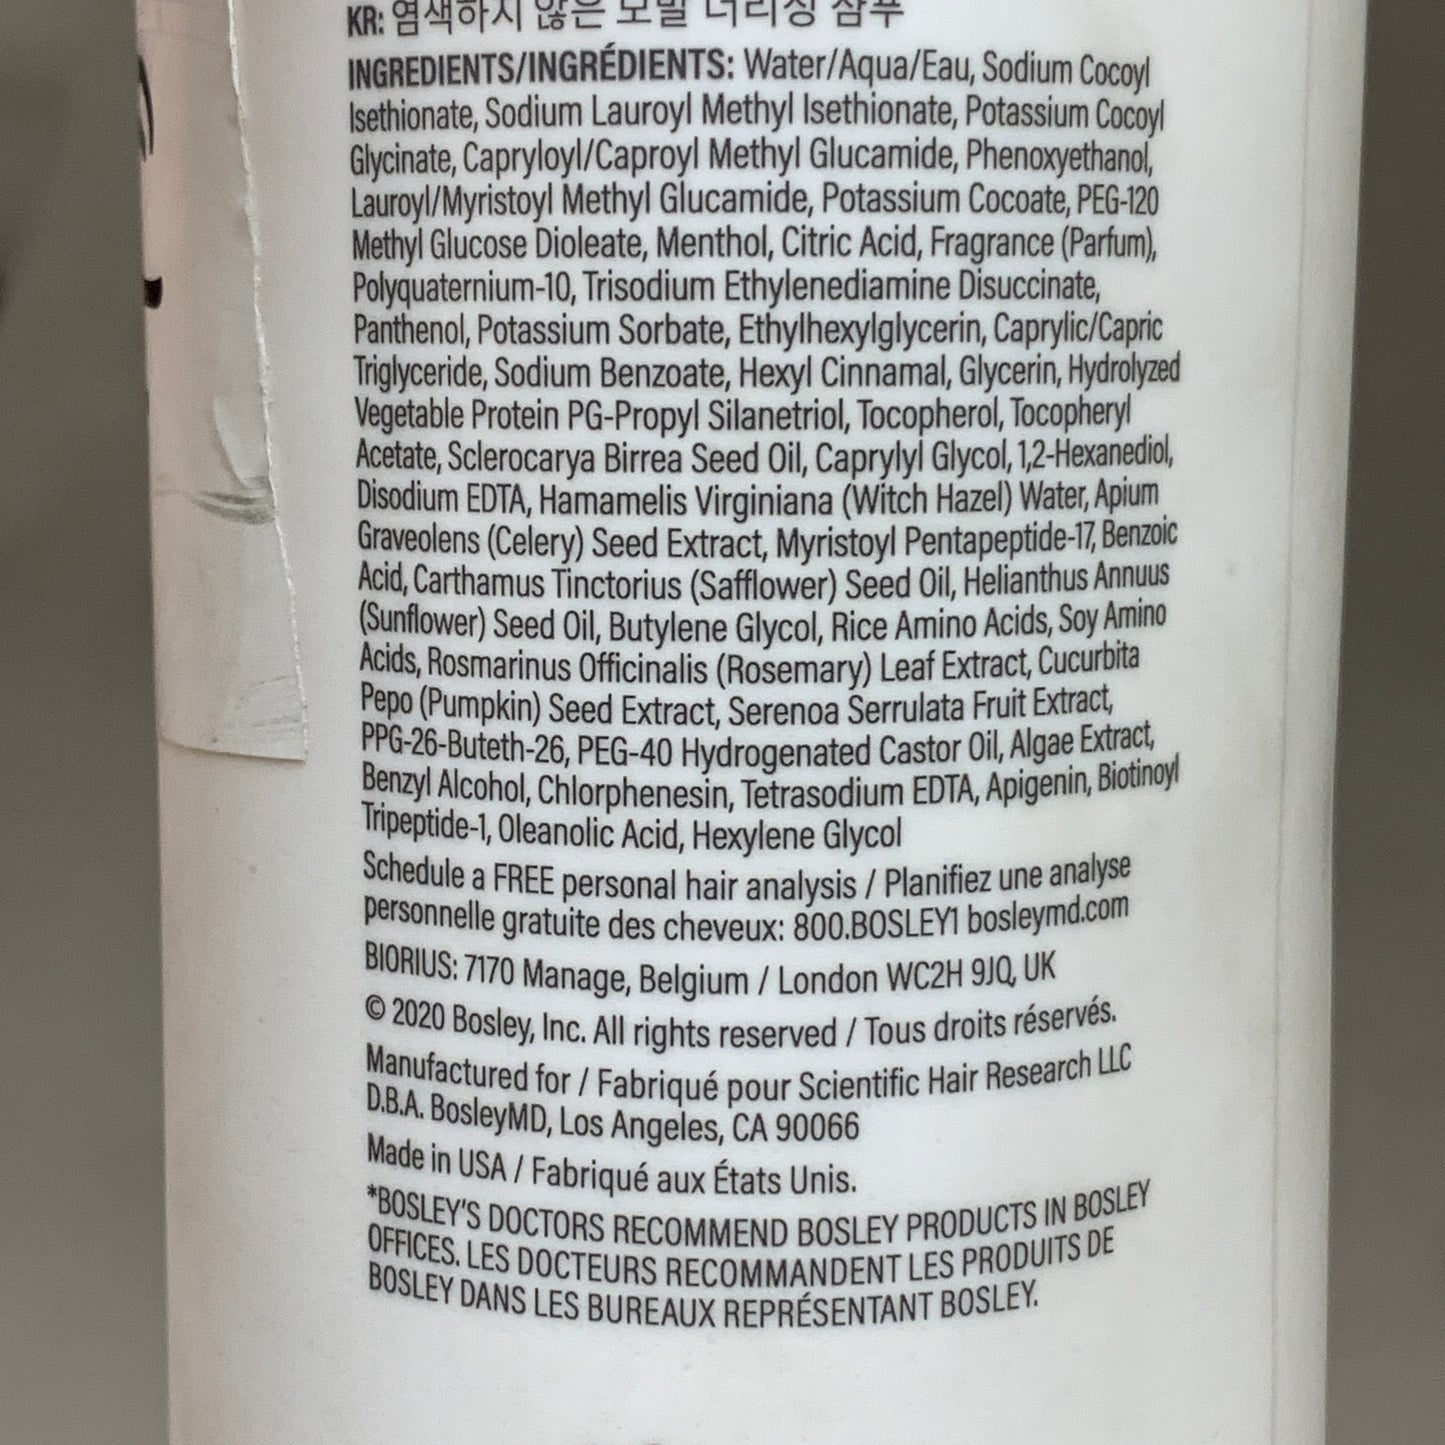 KR: 염색하지 않은 모발 너리싱 샴푸
INGREDIENTS/INGRÉDIENTS: Water/Aqua/Eau, Sodium Cocoyl
Isethionate, Sodium Lauroyl Methyl Isethionate, Potassium Cocoyl
Glycinate, Capryloyl/Caproyl Methyl Glucamide, Phenoxyethanol,
Lauroyl/Myristoyl Methyl Glucamide, Potassium Cocoate, PEG-120
Methyl Glucose Dioleate, Menthol, Citric Acid, Fragrance (Parfum),
Polyquaternium-10, Trisodium Ethylenediamine Disuccinate,
Panthenol, Potassium Sorbate, Ethylhexylglycerin, Caprylic/Capric
Triglyceride, Sodium Benzoate, Hexyl Cinnamal, Glycerin, Hydrolyzed
Vegetable Protein PG-Propyl Silanetriol, Tocopherol, Tocopheryl
Acetate, Sclerocarya Birrea Seed Oil, Caprylyl Glycol, 1,2-Hexanediol,
Disodium EDTA, Hamamelis Virginiana (Witch Hazel) Water, Apium
Graveolens (Celery) Seed Extract, Myristoyl Pentapeptide-17, Benzoic
Acid, Carthamus Tinctorius (Safflower) Seed Oil, Helianthus Annuus
(Sunflower) Seed Oil, Butylene Glycol, Rice Amino Acids, Soy Amino
Acids, Rosmarinus Officinalis (Rosemary) Leaf Extract, Cucurbita
Pepo (Pumpkin) Seed Extract, Serenoa Serrulata Fruit Extract,
PPG-26-Buteth-26, PEG-40 Hydrogenated Castor Oil, Algae Extract,
Benzyl Alcohol, Chlorphenesin, Tetrasodium EDTA, Apigenin, Biotinoyl
Tripeptide-1, Oleanolic Acid, Hexylene Glycol
Schedule a FREE personal hair analysis / Planifiez une analyse
personnelle gratuite des cheveux: 800.BOSLEY1 bosleymd.com
BIORIUS: 7170 Manage, Belgium / London WC2H 9JQ, UK
© 2020 Bosley, Inc. All rights reserved / Tous droits réservés.
Manufactured for / Fabriqué pour Scientific Hair Research LLC
D.B.A. BosleyMD, Los Angeles, CA 90066
Made in USA / Fabriqué aux États Unis.
*BOSLEY'S DOCTORS RECOMMEND BOSLEY PRODUCTS IN BOSLEY
OFFICES. LES DOCTEURS RECOMMANDENT LES PRODUITS DE
BOSLEY DANS LES BUREAUX REPRÉSENTANT BOSLEY.